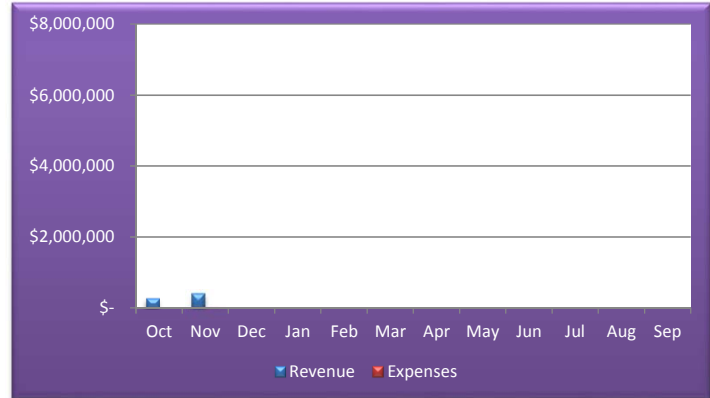 $8,000,000
$6,000,000
$4,000,000
$2,000,000
$-
Oct Nov Dec Jan Feb Mar Apr May Jun Jul Aug Sep
Revenue Expenses